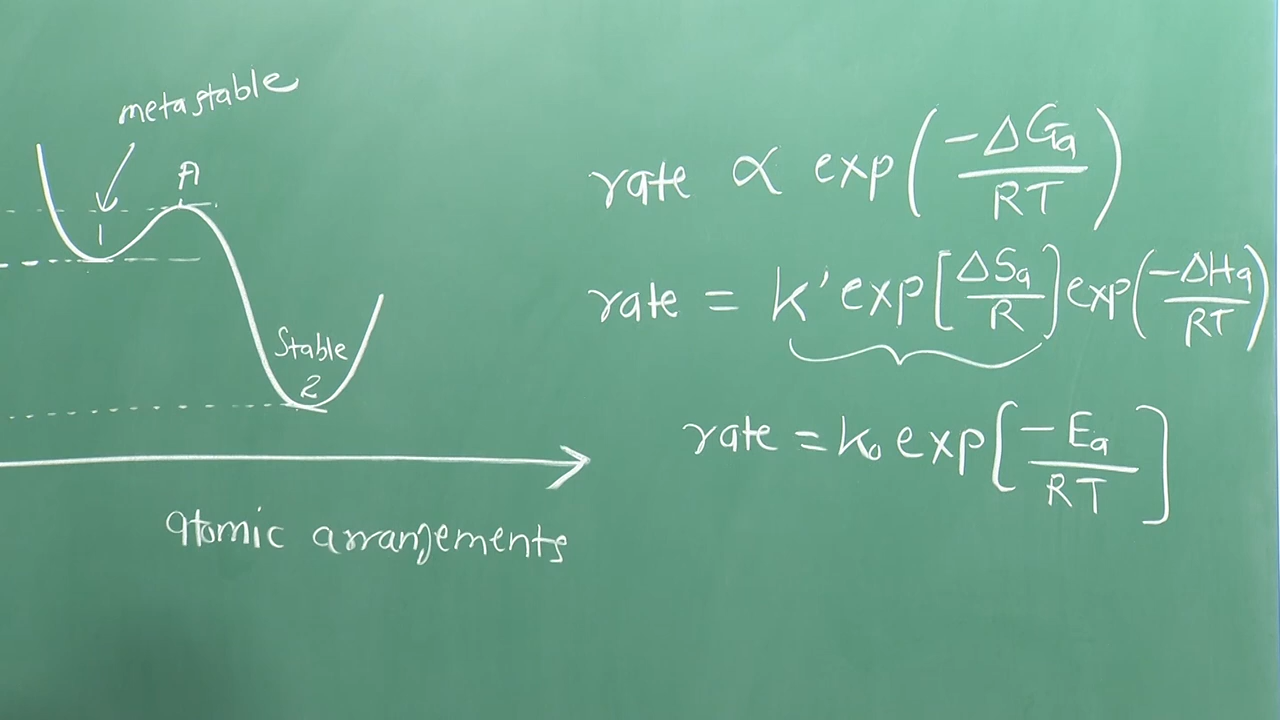 metastable
A
1
Stable
2
atomic arrangements
rate ∝ exp(-ΔGa/RT)
rate = k' exp[ΔSa/R] exp(-ΔHa/RT)
rate = k₀ exp[-Ea/RT]